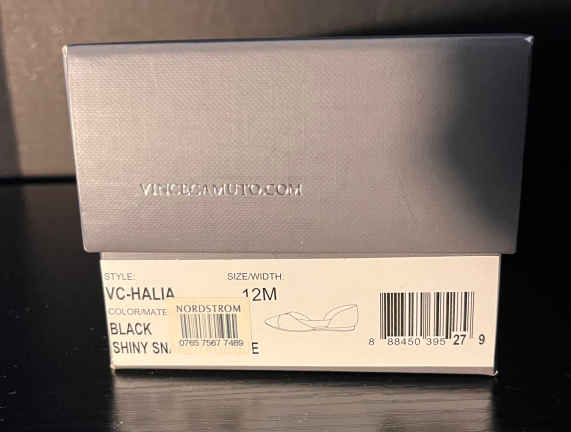 VINCECAMUTO.COM
STYLE: SIZE/WIDTH:
VC-HALIA 12M
COLOR/MATE
NORDSTROM
BLACK
0765 7567 7469
SHINY SN E
8 88450 395 27 9